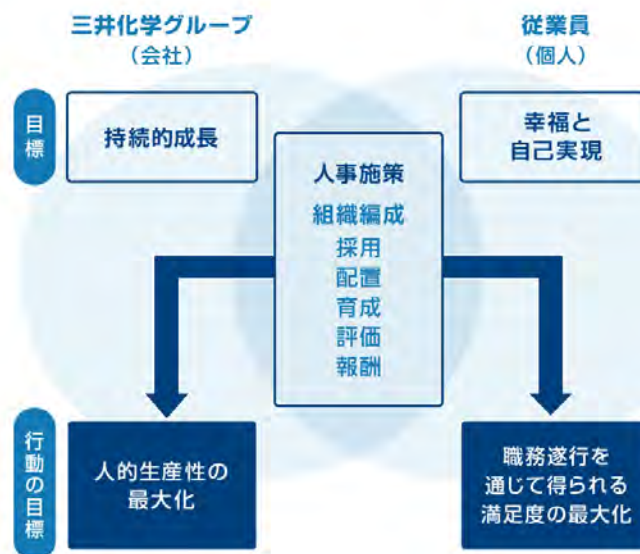 三井化学グループ
（会社）
従業員
（個人）
目標
持続的成長
幸福と
自己実現
人事施策
組織編成
採用
配置
育成
評価
報酬
行動の目標
人的生産性の
最大化
職務遂行を
通じて得られる
満足度の最大化